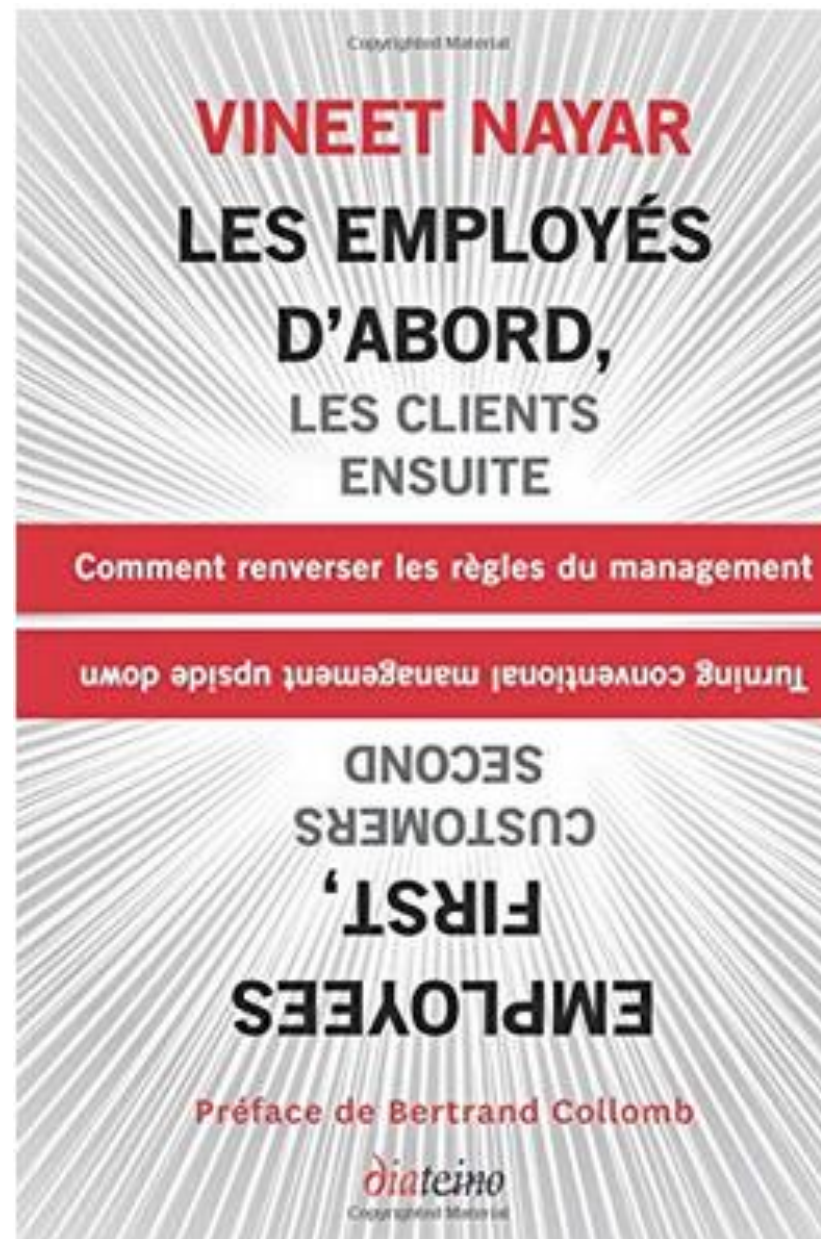 Copyrighted Material
VINEET NAYAR
LES EMPLOYÉS
D'ABORD,
LES CLIENTS
ENSUITE
Comment renverser les règles du management
Turning conventional management upside down
EMPLOYEES
FIRST,
CUSTOMERS
SECOND
Préface de Bertrand Collomb
diateino
Copyrighted Material